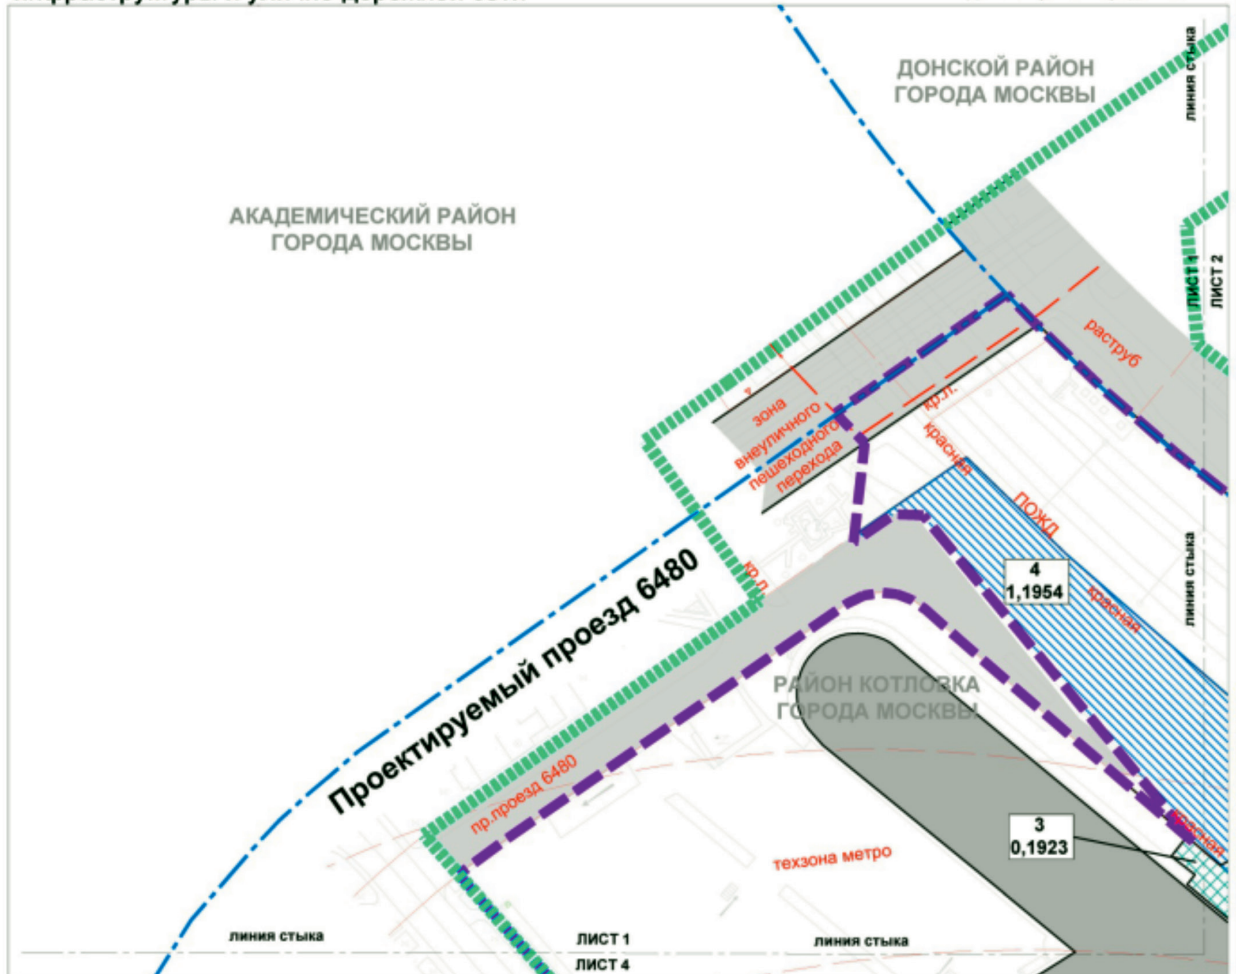 ДОНСКОЙ РАЙОН
ГОРОДА МОСКВЫ
линия стыка
АКАДЕМИЧЕСКИЙ РАЙОН
ГОРОДА МОСКВЫ
ЛИСТ 1
ЛИСТ 2
раструб
зона
внеуличного
пешеходного
перехода
кр.л.
красная
ПОЖД
4
1,1954
красная
линия стыка
кр.л.
Проектируемый проезд 6480
РАЙОН КОТЛОВКА
ГОРОДА МОСКВЫ
пр.проезд 6480
3
0,1923
красная
техзона метро
линия стыка
ЛИСТ 1
линия стыка
ЛИСТ 4